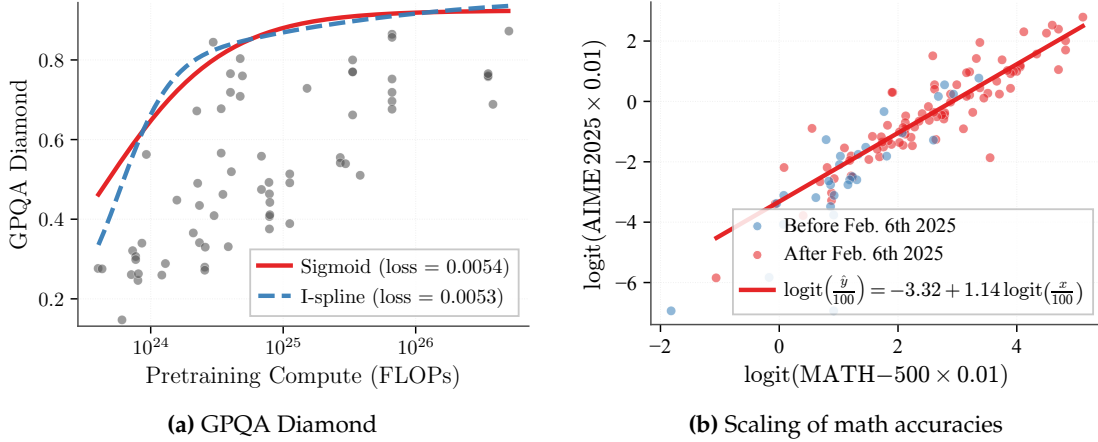 GPQA Diamond
0.8
0.6
0.4
0.2
10^24
10^25
10^26
Pretraining Compute (FLOPs)
Sigmoid (loss = 0.0054)
I-spline (loss = 0.0053)
(a) GPQA Diamond
logit(AIME2025 × 0.01)
2
0
−2
−4
−6
−2
0
2
4
logit(MATH−500 × 0.01)
Before Feb. 6th 2025
After Feb. 6th 2025
logit(ŷ/100) = −3.32 + 1.14 logit(x/100)
(b) Scaling of math accuracies